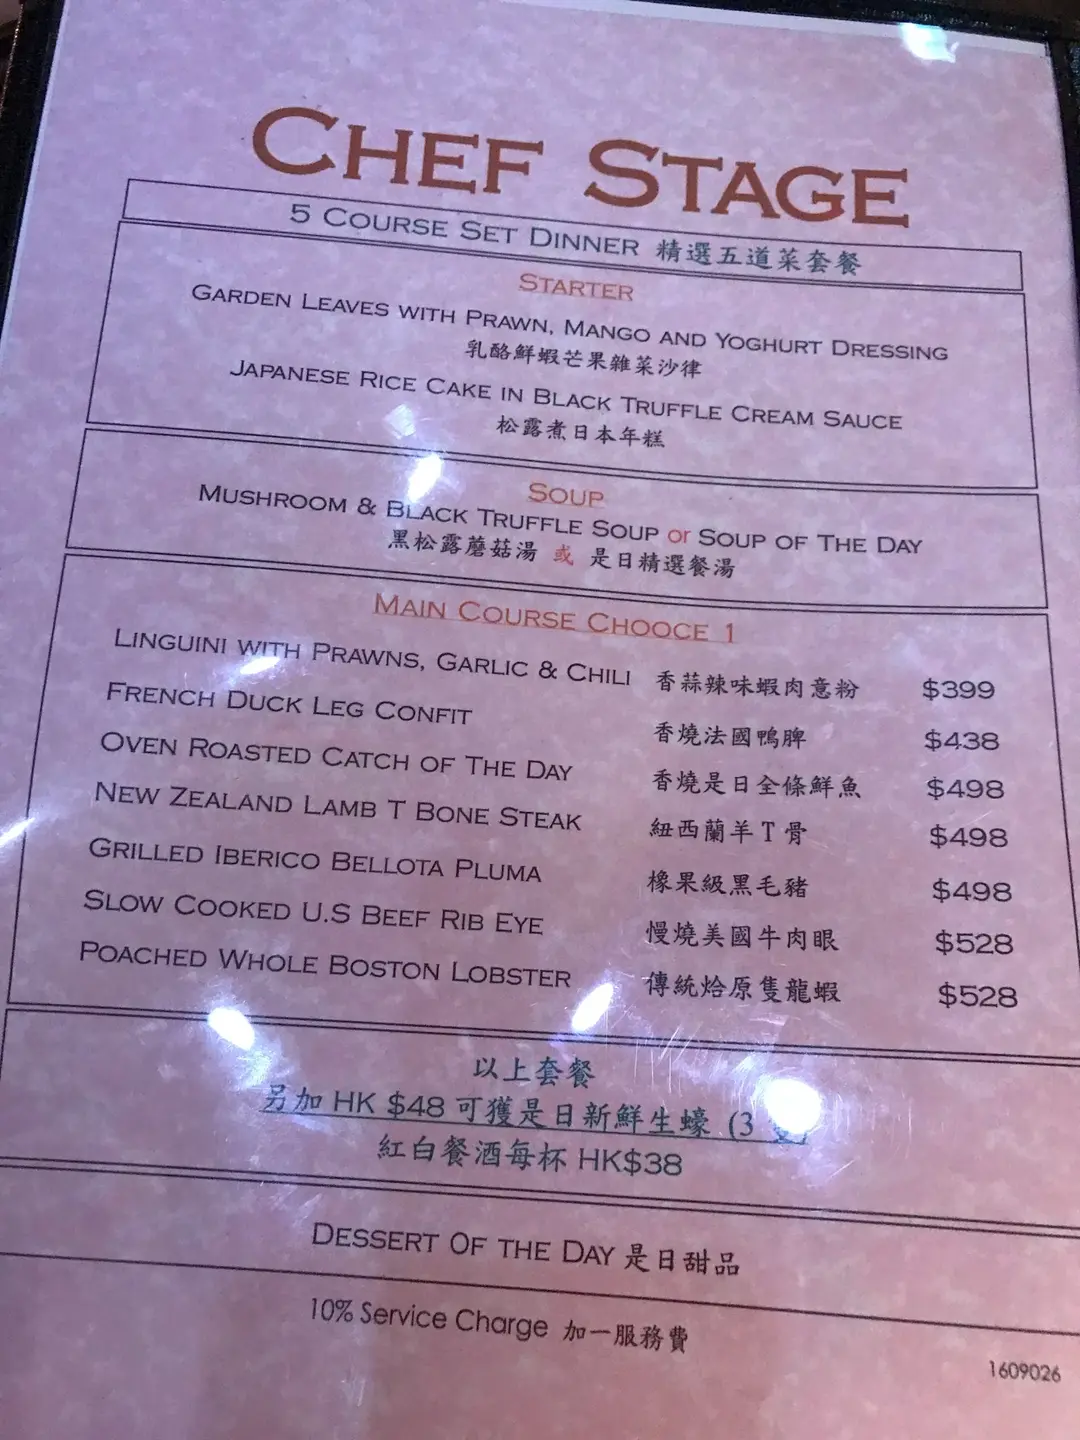 CHEF STAGE
5 COURSE SET DINNER 精選五道菜套餐
STARTER
GARDEN LEAVES WITH PRAWN, MANGO AND YOGHURT DRESSING
乳酪鮮蝦芒果雜菜沙律
JAPANESE RICE CAKE IN BLACK TRUFFLE CREAM SAUCE
松露煮日本年糕
SOUP
MUSHROOM & BLACK TRUFFLE SOUP or SOUP OF THE DAY
黑松露蘑菇湯 或 是日精選餐湯
MAIN COURSE CHOOCE 1
LINGUINI WITH PRAWNS, GARLIC & CHILI 香蒜辣味蝦肉意粉 $399
FRENCH DUCK LEG CONFIT 香燒法國鴨脾 $438
OVEN ROASTED CATCH OF THE DAY 香燒是日全條鮮魚 $498
NEW ZEALAND LAMB T BONE STEAK 紐西蘭羊T骨 $498
GRILLED IBERICO BELLOTA PLUMA 橡果級黑毛豬 $498
SLOW COOKED U.S BEEF RIB EYE 慢燒美國牛肉眼 $528
POACHED WHOLE BOSTON LOBSTER 傳統烚原隻龍蝦 $528
以上套餐
另加 HK $48 可獲是日新鮮生蠔 (3
紅白餐酒每杯 HK$38
DESSERT OF THE DAY 是日甜品
10% Service Charge 加一服務費
1609026